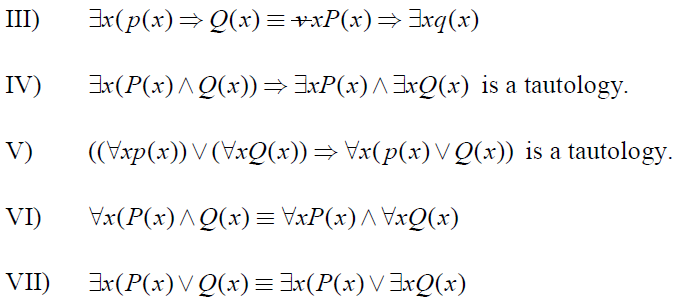 III) ∃x(p(x) ⇒ Q(x) ≡ ∀xP(x) ⇒ ∃xq(x)
IV) ∃x(P(x) ∧ Q(x)) ⇒ ∃xP(x) ∧ ∃xQ(x) is a tautology.
V) ((∀xp(x)) ∨ (∀xQ(x)) ⇒ ∀x(p(x) ∨ Q(x)) is a tautology.
VI) ∀x(P(x) ∧ Q(x) ≡ ∀xP(x) ∧ ∀xQ(x)
VII) ∃x(P(x) ∨ Q(x) ≡ ∃x(P(x) ∨ ∃xQ(x)